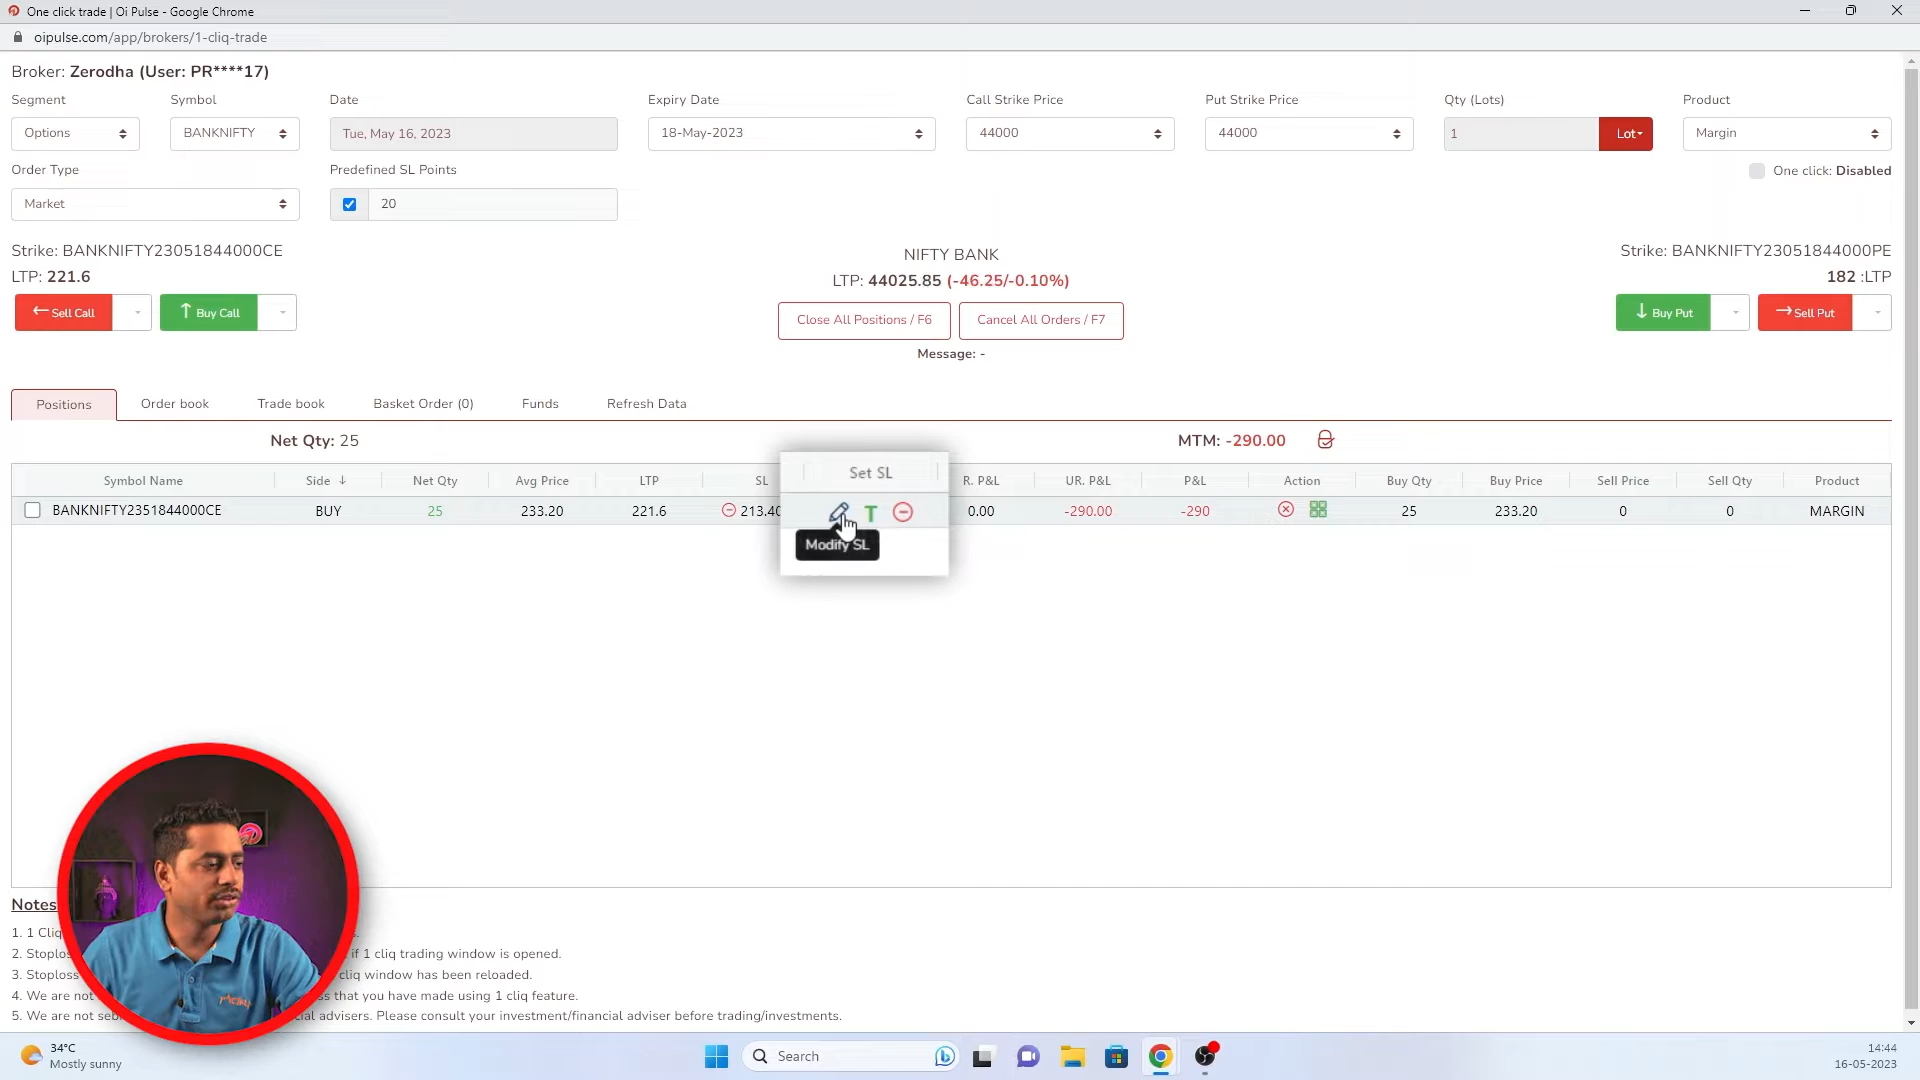 One click trade | Oi Pulse - Google Chrome
oipulse.com/app/brokers/1-cliq-trade
Broker: Zerodha (User: PR****17)
Segment Symbol Date Expiry Date Call Strike Price Put Strike Price Qty (Lots) Product
Options BANKNIFTY Tue, May 16, 2023 18-May-2023 44000 44000 1 Lot Margin
Order Type Predefined SL Points One click: Disabled
Market 20
Strike: BANKNIFTY23051844000CE NIFTY BANK Strike: BANKNIFTY23051844000PE
LTP: 221.6 LTP: 44025.85 (-46.25/-0.10%) 182 :LTP
Sell Call Buy Call Close All Positions / F6 Cancel All Orders / F7 Buy Put Sell Put
Message: -
Positions Order book Trade book Basket Order (0) Funds Refresh Data
Net Qty: 25 MTM: -290.00
Symbol Name Side Net Qty Avg Price LTP SL Set SL R. P&L UR. P&L P&L Action Buy Qty Buy Price Sell Price Sell Qty Product
BANKNIFTY2351844000CE BUY 25 233.20 221.6 213.40 T 0.00 -290.00 -290 25 233.20 0 0 MARGIN
Modify SL
Notes
1. 1 Cliq
2. Stoplos if 1 cliq trading window is opened.
3. Stoploss cliq window has been reloaded.
4. We are not ss that you have made using 1 cliq feature.
5. We are not seb ial advisers. Please consult your investment/financial adviser before trading/investments.
34°C
Mostly sunny
Search
14:44
16-05-2023